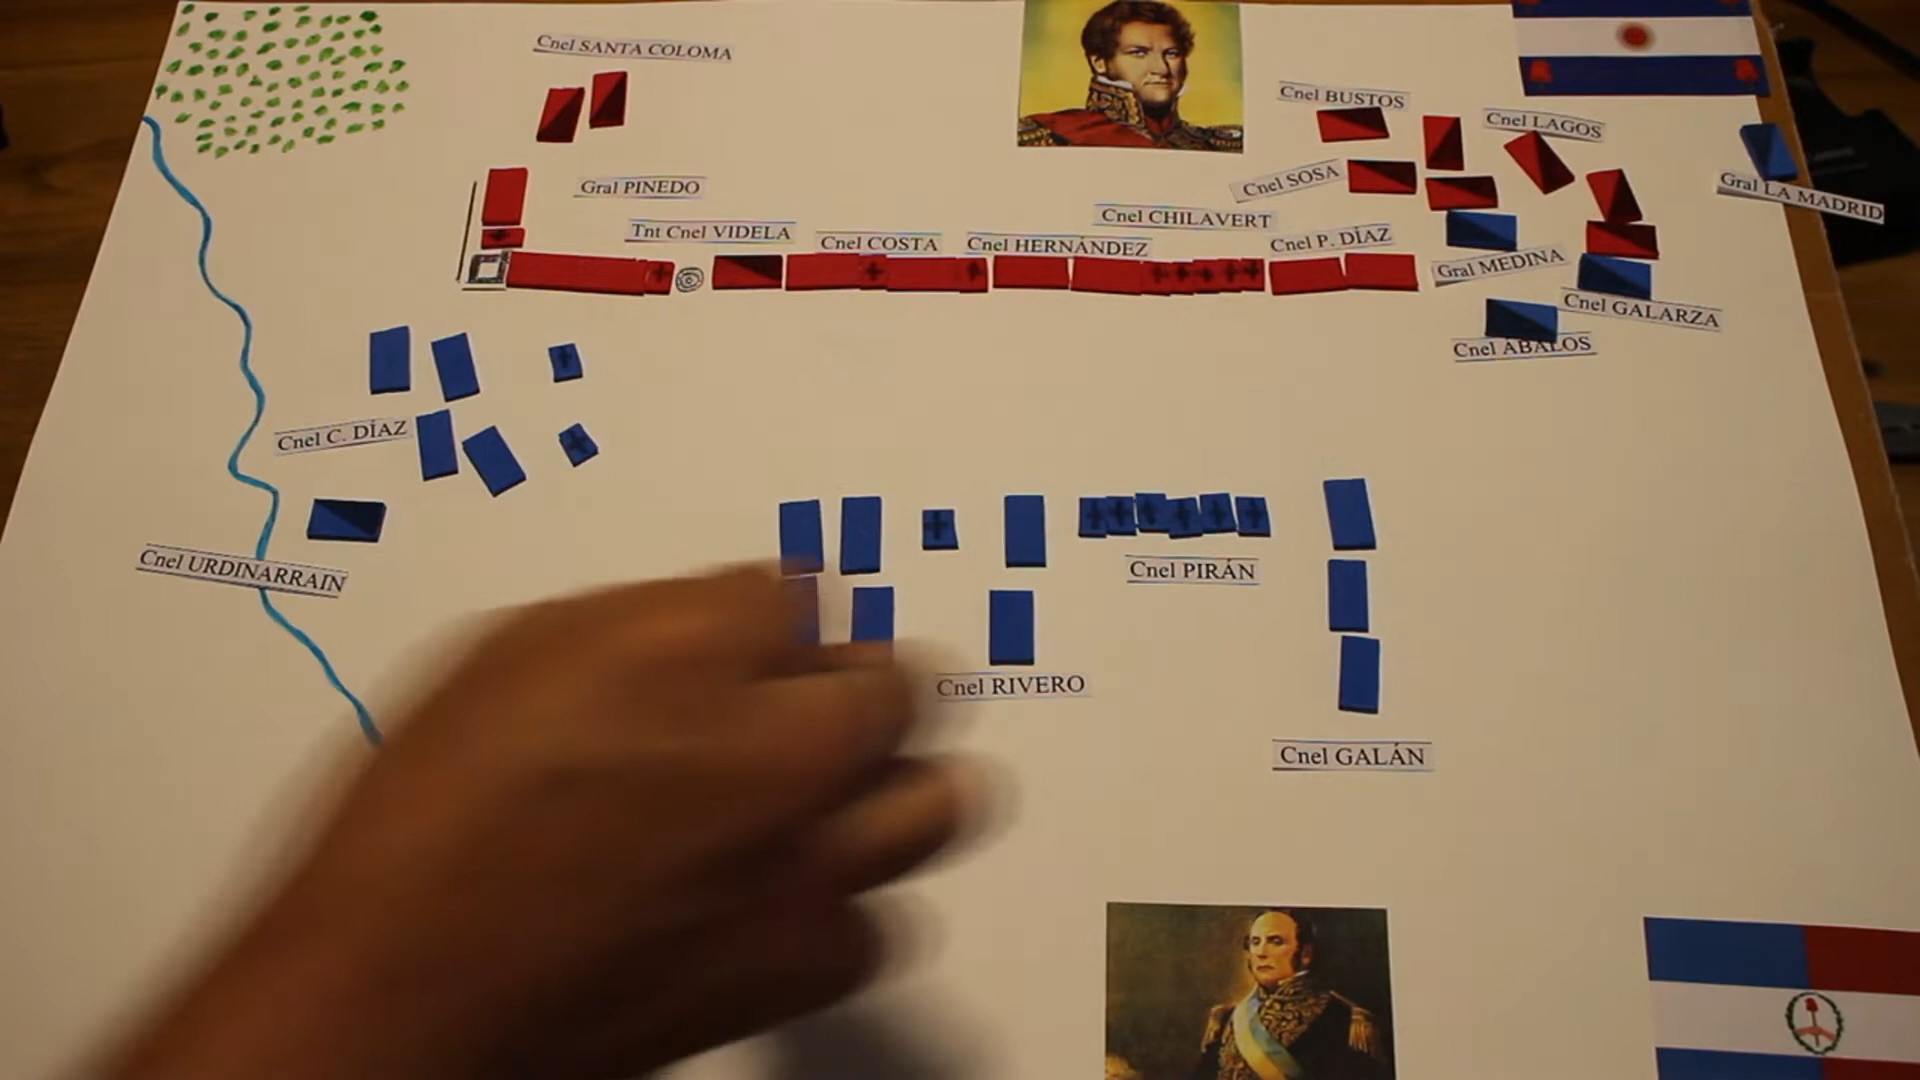 Cnel SANTA COLOMA
Cnel BUSTOS
Cnel LAGOS
Gral LA MADRID
Cnel SOSA
Gral PINEDO
Cnel CHILAVERT
Tnt Cnel VIDELA
Cnel COSTA
Cnel HERNÁNDEZ
Cnel P. DÍAZ
Gral MEDINA
Cnel GALARZA
Cnel ABALOS
Cnel C. DÍAZ
Cnel URDINARRAIN
Cnel PIRÁN
Cnel RIVERO
Cnel GALÁN